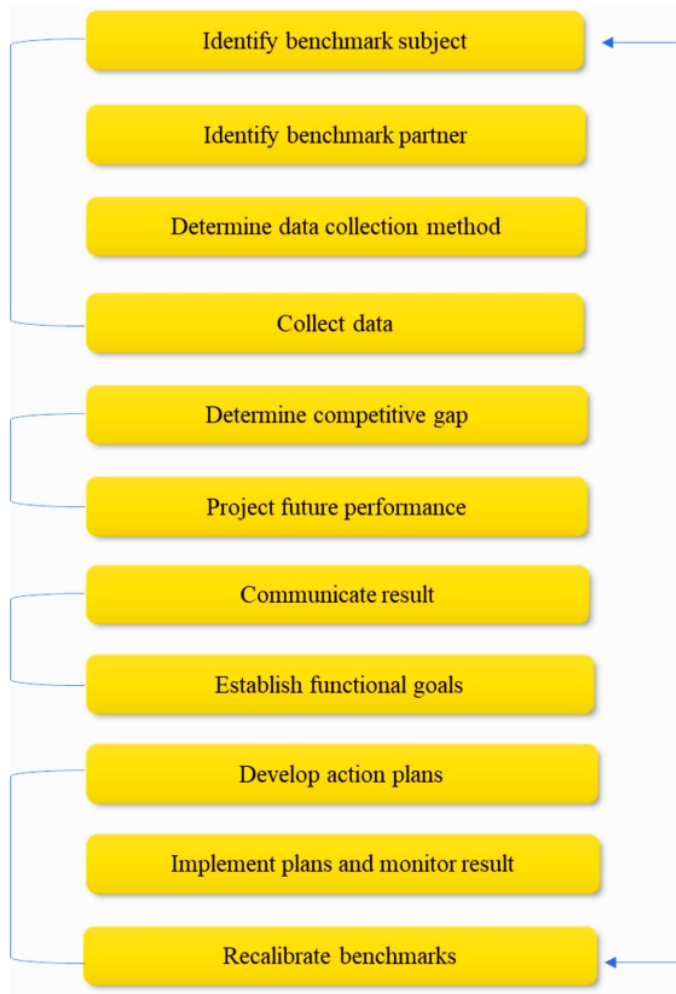 Identify benchmark subject
Identify benchmark partner
Determine data collection method
Collect data
Determine competitive gap
Project future performance
Communicate result
Establish functional goals
Develop action plans
Implement plans and monitor result
Recalibrate benchmarks